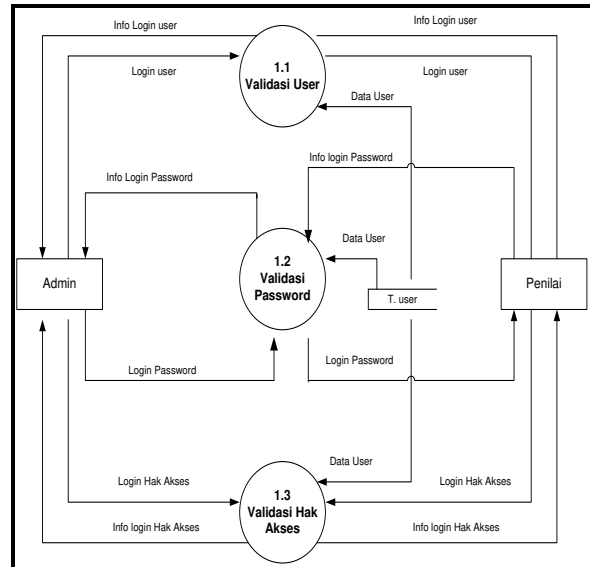 Info Login user
Info Login user
1.1
Validasi User
Login user
Login user
Data User
Info login Password
Info Login Password
Data User
1.2
Validasi
Password
Admin
Penilai
T. user
Login Password
Login Password
Data User
Login Hak Akses
Login Hak Akses
1.3
Validasi Hak
Akses
Info login Hak Akses
Info login Hak Akses